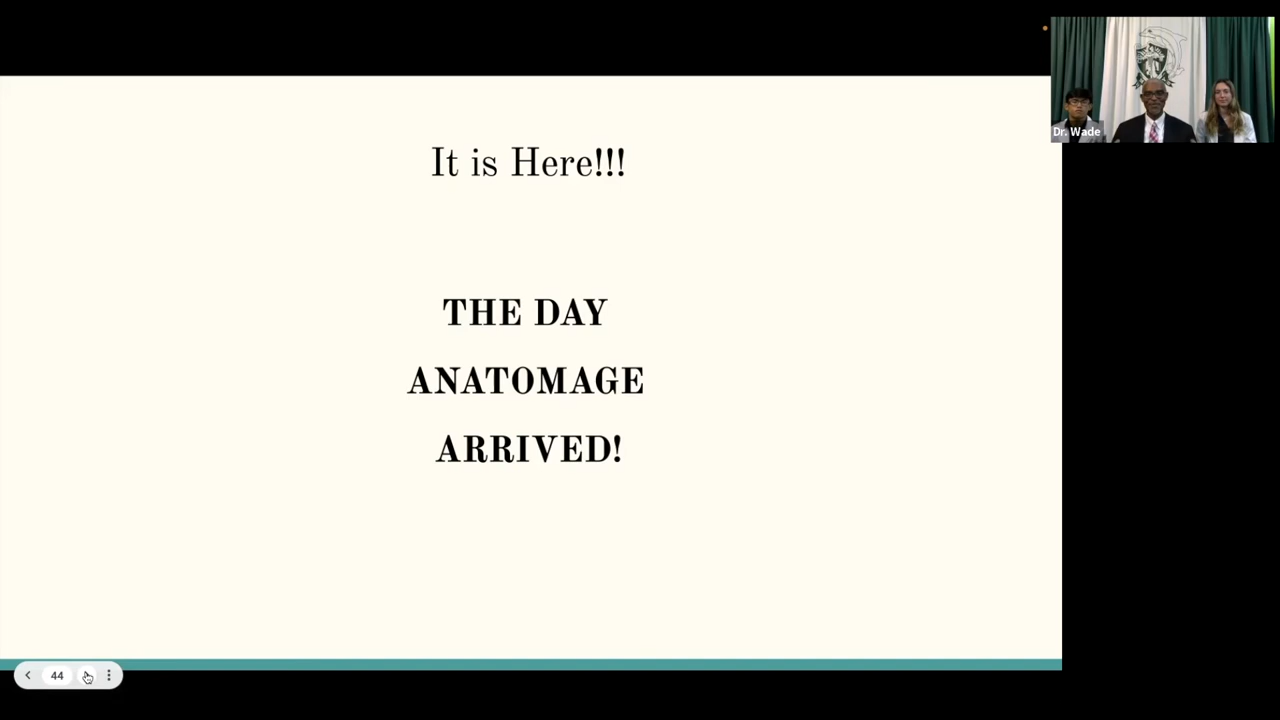 It is Here!!!
THE DAY
ANATOMAGE
ARRIVED!
Dr. Wade
44